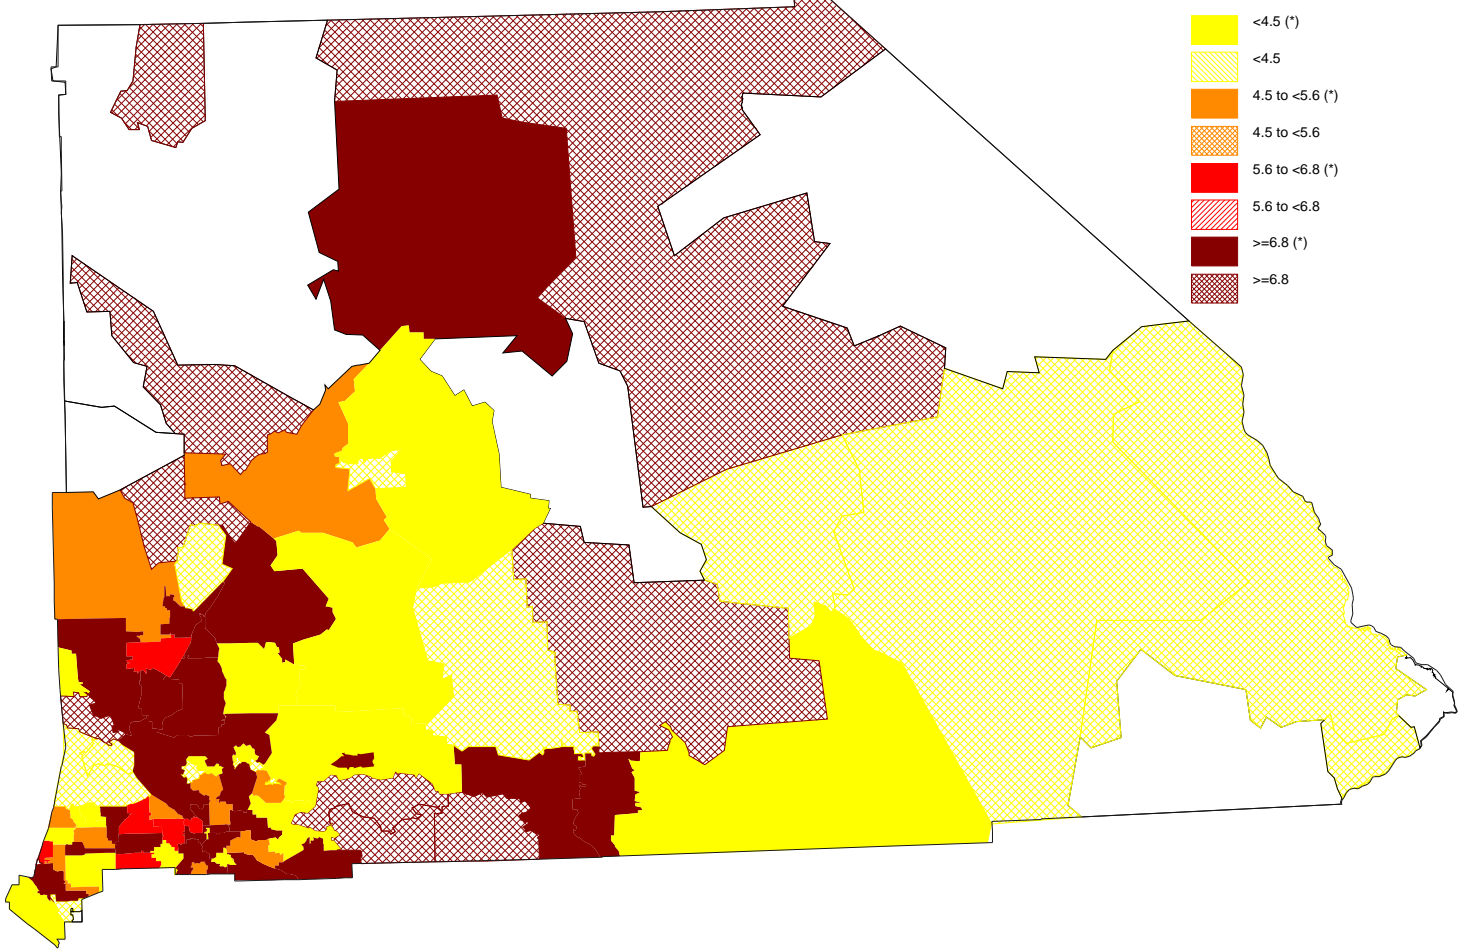 <4.5 (*)
<4.5
4.5 to <5.6 (*)
4.5 to <5.6
5.6 to <6.8 (*)
5.6 to <6.8
>=6.8 (*)
>=6.8